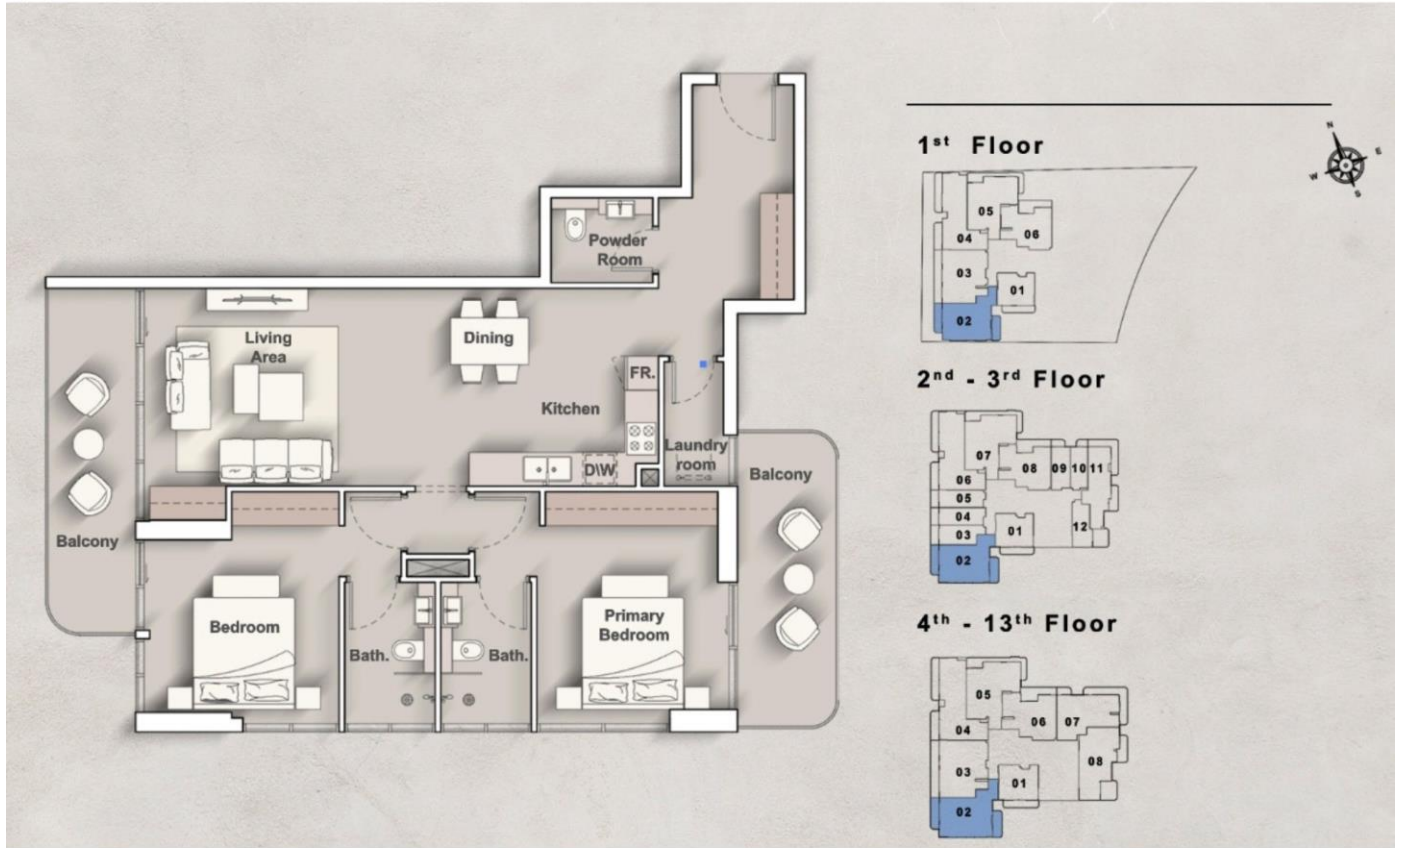 Powder
Room
Living
Area
Dining
FR.
Kitchen
D\W
Laundry
room
Balcony
Balcony
Bedroom
Primary
Bedroom
Bath.
Bath.
N
E
W
S
1st Floor
05
04
06
03
01
02
2nd - 3rd Floor
07
08
09
10
11
06
05
04
03
01
12
02
4th - 13th Floor
05
04
06
07
03
01
08
02